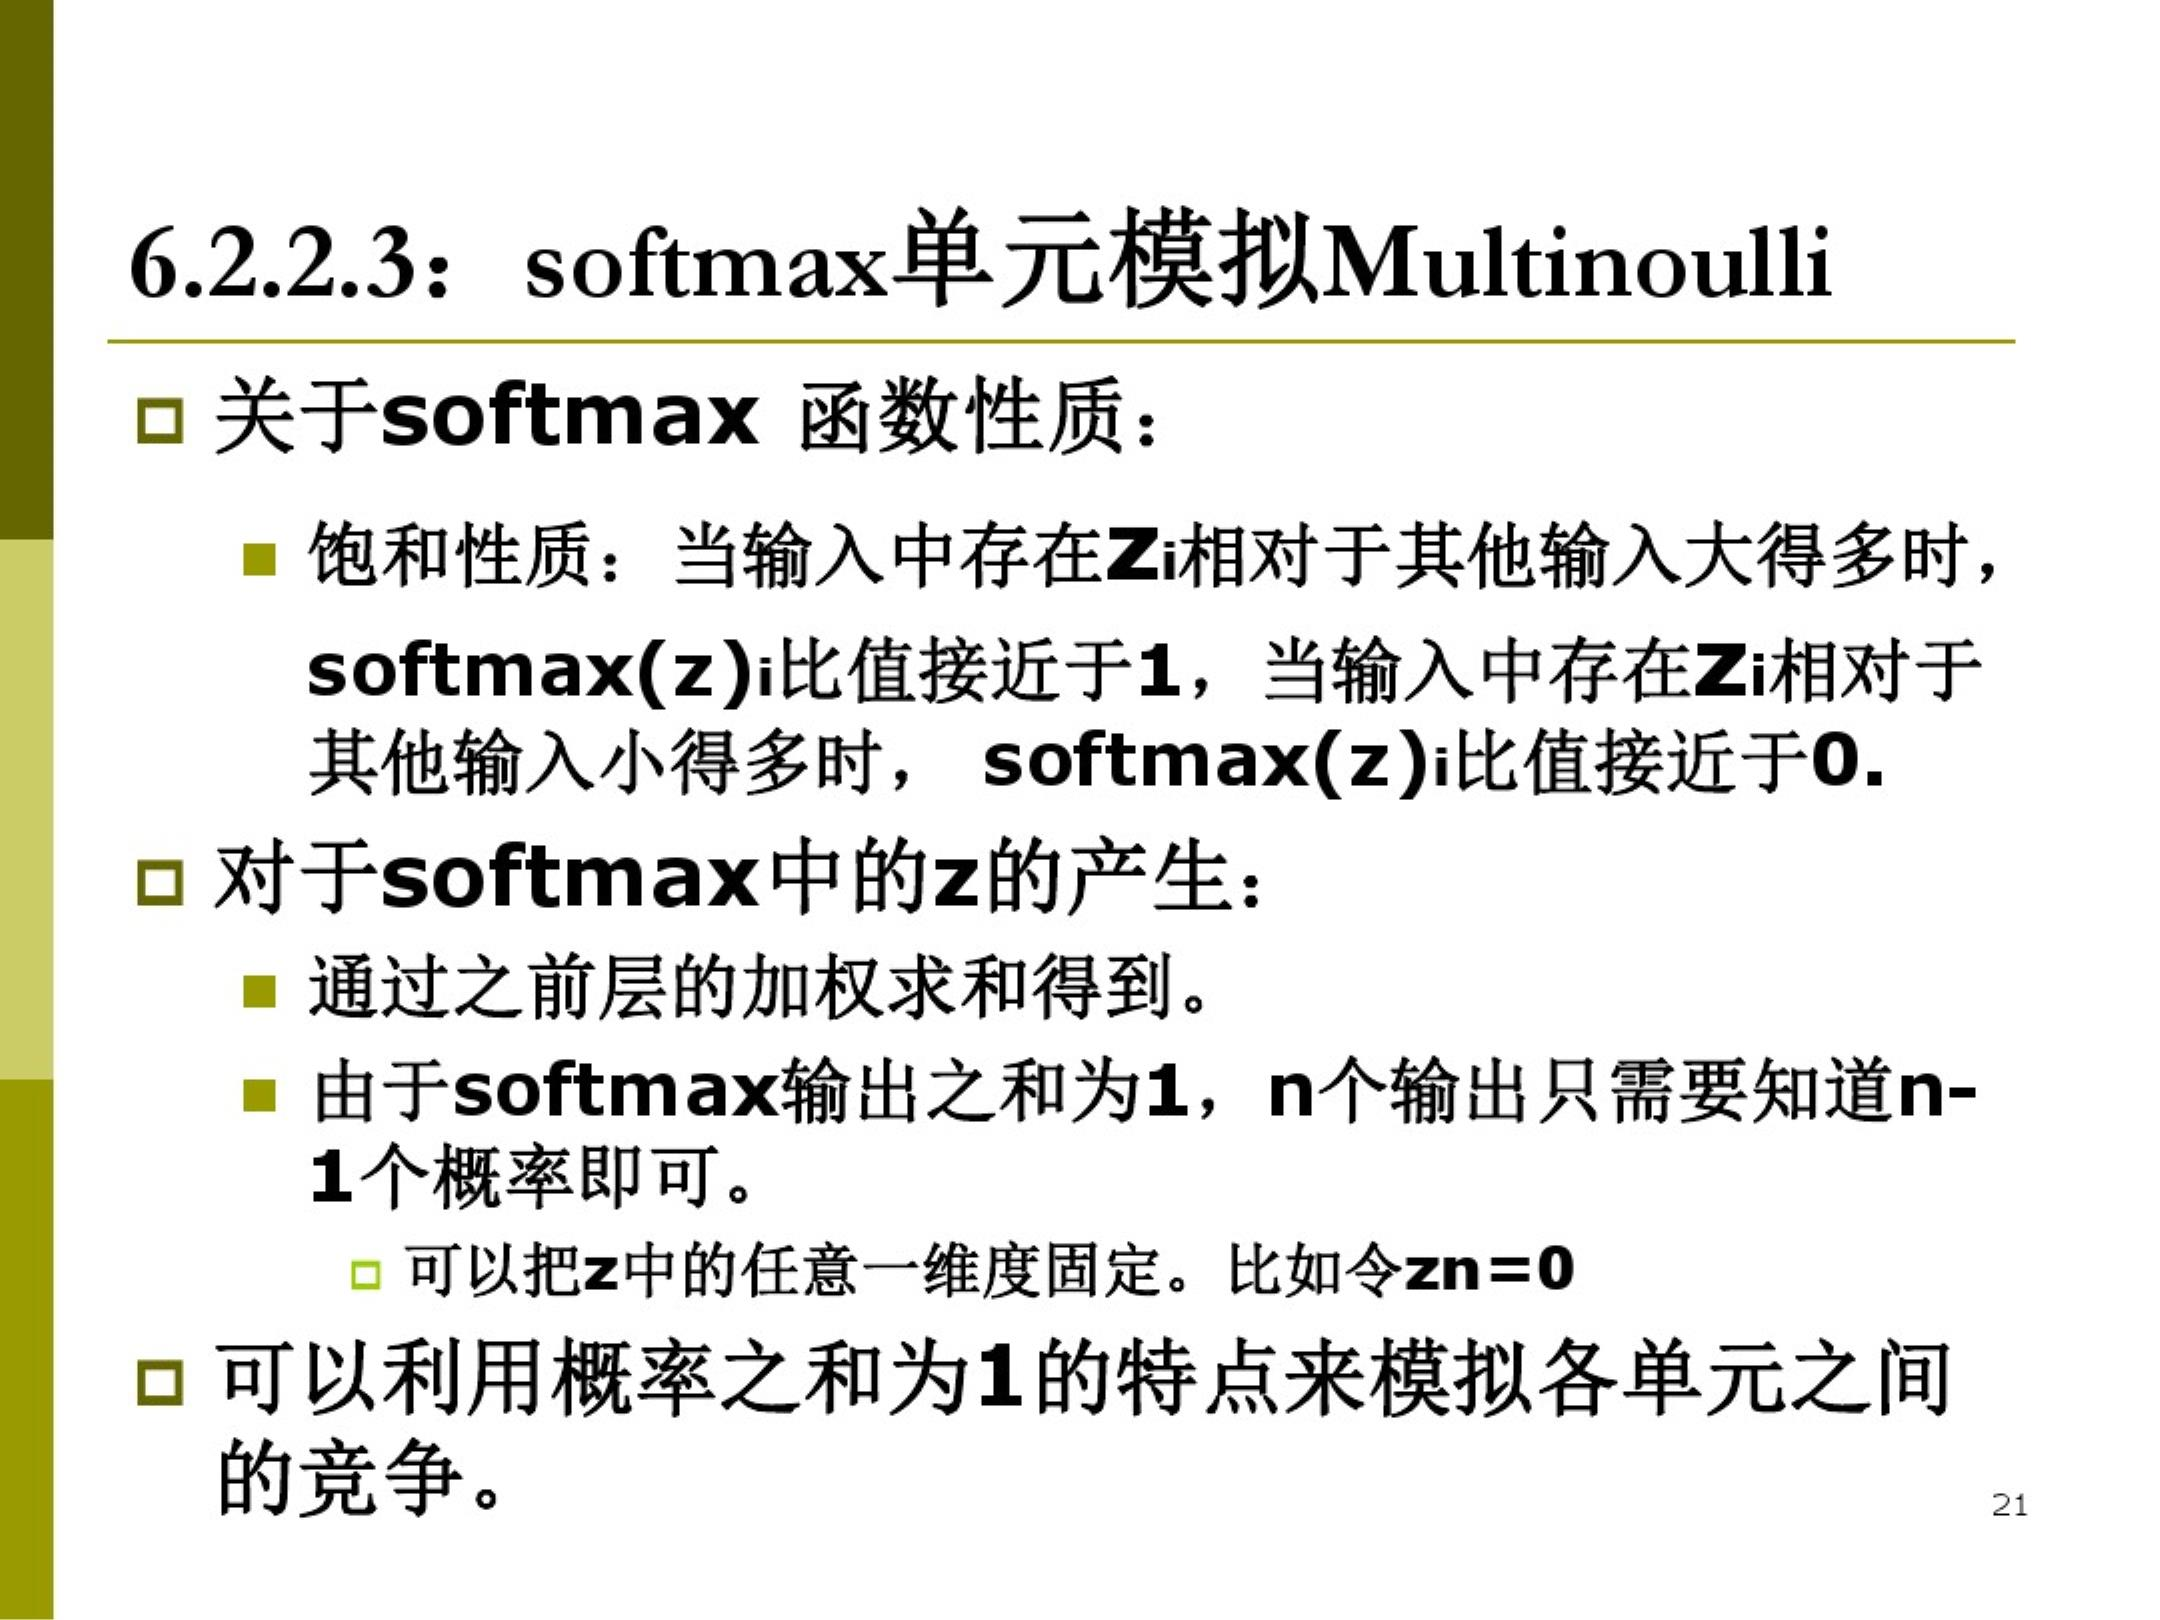 6.2.2.3：softmax单元模拟Multinoulli
关于softmax 函数性质：
饱和性质：当输入中存在zi相对于其他输入大得多时，
softmax(z)i比值接近于1，当输入中存在zi相对于
其他输入小得多时， softmax(z)i比值接近于0.
对于softmax中的z的产生：
通过之前层的加权求和得到。
由于softmax输出之和为1，n个输出只需要知道n-
1个概率即可。
可以把z中的任意一维度固定。比如令zn=0
可以利用概率之和为1的特点来模拟各单元之间
的竞争。
21